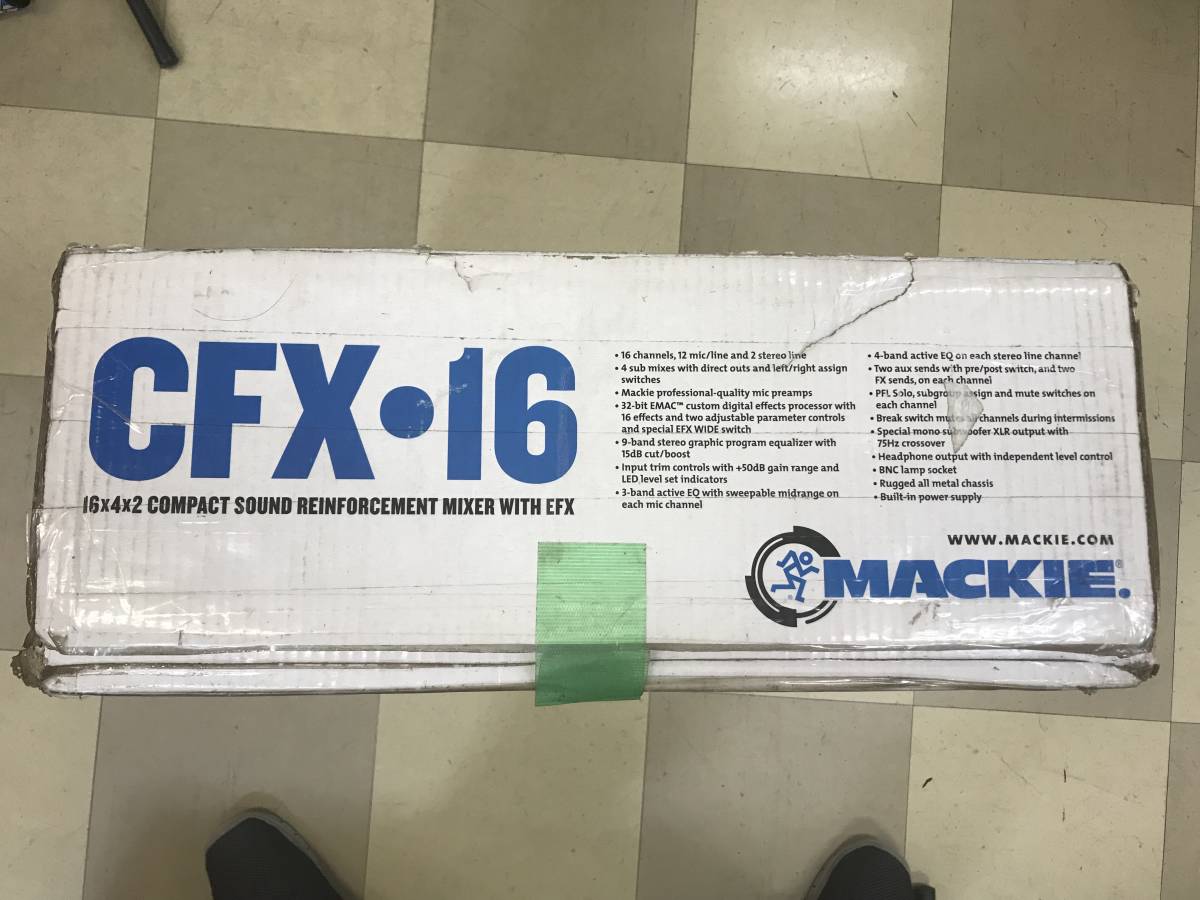 CFX•16
16x4x2 COMPACT SOUND REINFORCEMENT MIXER WITH EFX
• 16 channels, 12 mic/line and 2 stereo line
• 4 sub mixes with direct outs and left/right assign
switches
• Mackie professional-quality mic preamps
• 32-bit EMAC™ custom digital effects processor with
16 effects and two adjustable parameter controls
and special EFX WIDE switch
• 9-band stereo graphic program equalizer with
15dB cut/boost
• Input trim controls with +50dB gain range and
LED level set indicators
• 3-band active EQ with sweepable midrange on
each mic channel
• 4-band active EQ on each stereo line channel
• Two aux sends with pre/post switch, and two
FX sends, on each channel
• PFL Solo, subgroup assign and mute switches on
each channel
• Break switch mutes all channels during intermissions
• Special mono subwoofer XLR output with
75Hz crossover
• Headphone output with independent level control
• BNC lamp socket
• Rugged all metal chassis
• Built-in power supply
WWW.MACKIE.COM
MACKIE®